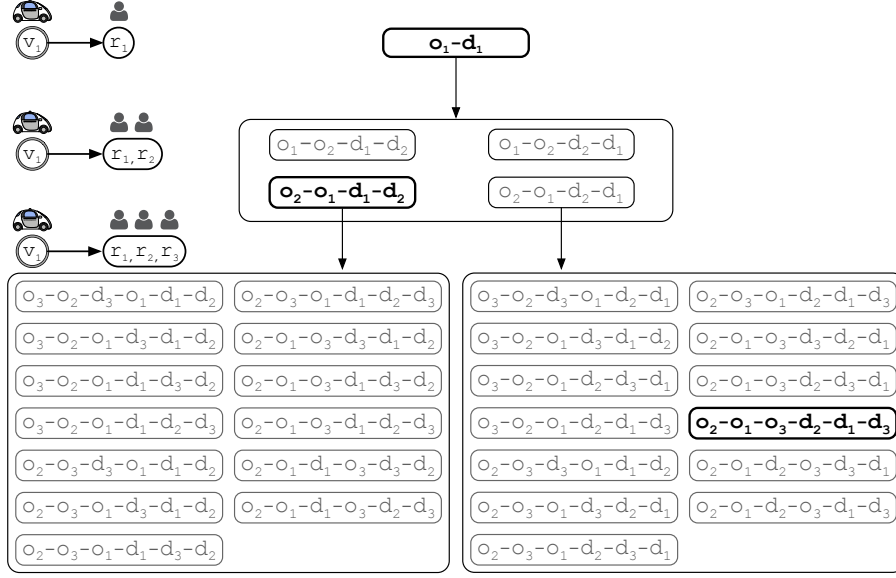 v₁ r₁
o₁-d₁
v₁ r₁,r₂
o₁-o₂-d₁-d₂ o₁-o₂-d₂-d₁
o₂-o₁-d₁-d₂ o₂-o₁-d₂-d₁
v₁ r₁,r₂,r₃
o₃-o₂-d₃-o₁-d₁-d₂ o₂-o₃-o₁-d₁-d₂-d₃
o₃-o₂-o₁-d₃-d₁-d₂ o₂-o₁-o₃-d₃-d₁-d₂
o₃-o₂-o₁-d₁-d₃-d₂ o₂-o₁-o₃-d₁-d₃-d₂
o₃-o₂-o₁-d₁-d₂-d₃ o₂-o₁-o₃-d₁-d₂-d₃
o₂-o₃-d₃-o₁-d₁-d₂ o₂-o₁-d₁-o₃-d₃-d₂
o₂-o₃-o₁-d₃-d₁-d₂ o₂-o₁-d₁-o₃-d₂-d₃
o₂-o₃-o₁-d₁-d₃-d₂
o₃-o₂-d₃-o₁-d₂-d₁ o₂-o₃-o₁-d₂-d₁-d₃
o₃-o₂-o₁-d₃-d₁-d₂ o₂-o₁-o₃-d₃-d₂-d₁
o₃-o₂-o₁-d₂-d₃-d₁ o₂-o₁-o₃-d₂-d₃-d₁
o₃-o₂-o₁-d₂-d₁-d₃ o₂-o₁-o₃-d₂-d₁-d₃
o₂-o₃-d₃-o₁-d₁-d₂ o₂-o₁-d₂-o₃-d₃-d₁
o₂-o₃-o₁-d₃-d₂-d₁ o₂-o₁-d₂-o₃-d₁-d₃
o₂-o₃-o₁-d₂-d₃-d₁